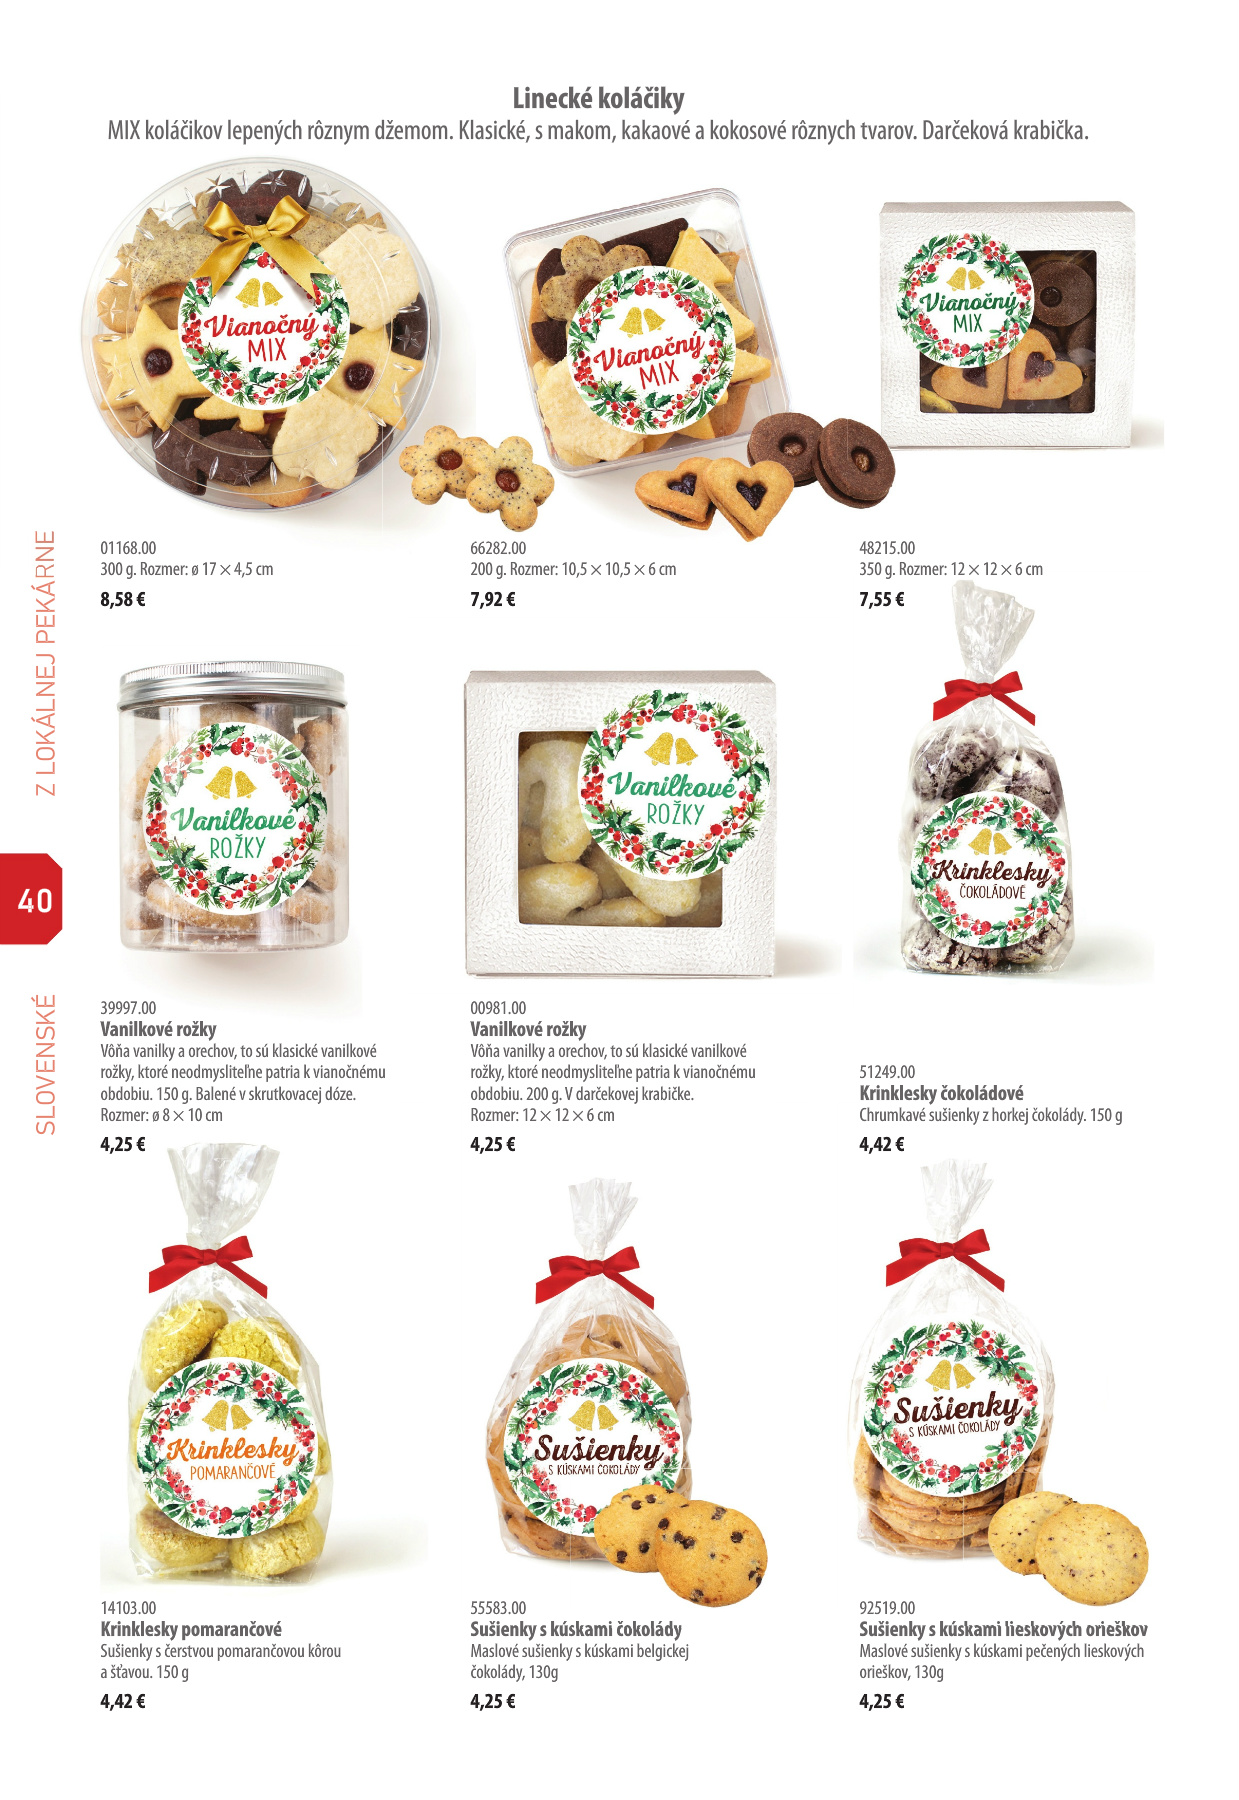 Linecké koláčiky
MIX koláčikov lepených rôznym džemom. Klasické, s makom, kakaové a kokosové rôznych tvarov. Darčeková krabička.
Vianočný
MIX
Vianočný
MIX
Vianočný
MIX
01168.00
300 g. Rozmer: ø 17 × 4,5 cm
8,58 €
66282.00
200 g. Rozmer: 10,5 × 10,5 × 6 cm
7,92 €
48215.00
350 g. Rozmer: 12 × 12 × 6 cm
7,55 €
Z LOKÁLNEJ PEKÁRNE
40
SLOVENSKÉ
Vanilkové
ROŽKY
Vanilkové
ROŽKY
Krinklesky
ČOKOLÁDOVÉ
39997.00
Vanilkové rožky
Vôňa vanilky a orechov, to sú klasické vanilkové
rožky, ktoré neodmysliteľne patria k vianočnému
obdobiu. 150 g. Balené v skrutkovacej dóze.
Rozmer: ø 8 × 10 cm
4,25 €
00981.00
Vanilkové rožky
Vôňa vanilky a orechov, to sú klasické vanilkové
rožky, ktoré neodmysliteľne patria k vianočnému
obdobiu. 200 g. V darčekovej krabičke.
Rozmer: 12 × 12 × 6 cm
4,25 €
51249.00
Krinklesky čokoládové
Chrumkavé sušienky z horkej čokolády. 150 g
4,42 €
Krinklesky
POMARANČOVÉ
Sušienky
S KÚSKAMI ČOKOLÁDY
Sušienky
S KÚSKAMI ČOKOLÁDY
14103.00
Krinklesky pomarančové
Sušienky s čerstvou pomarančovou kôrou
a šťavou. 150 g
4,42 €
55583.00
Sušienky s kúskami čokolády
Maslové sušienky s kúskami belgickej
čokolády, 130g
4,25 €
92519.00
Sušienky s kúskami lieskových orieškov
Maslové sušienky s kúskami pečených lieskových
orieškov, 130g
4,25 €